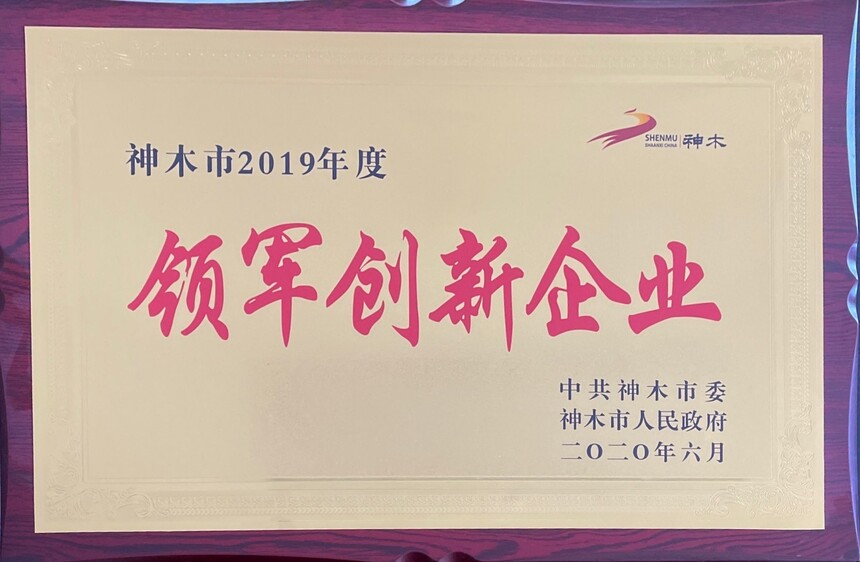 SHENMU 神木
SHAANXI CHINA
神木市2019年度
领军创新企业
中共神木市委
神木市人民政府
二〇二〇年六月